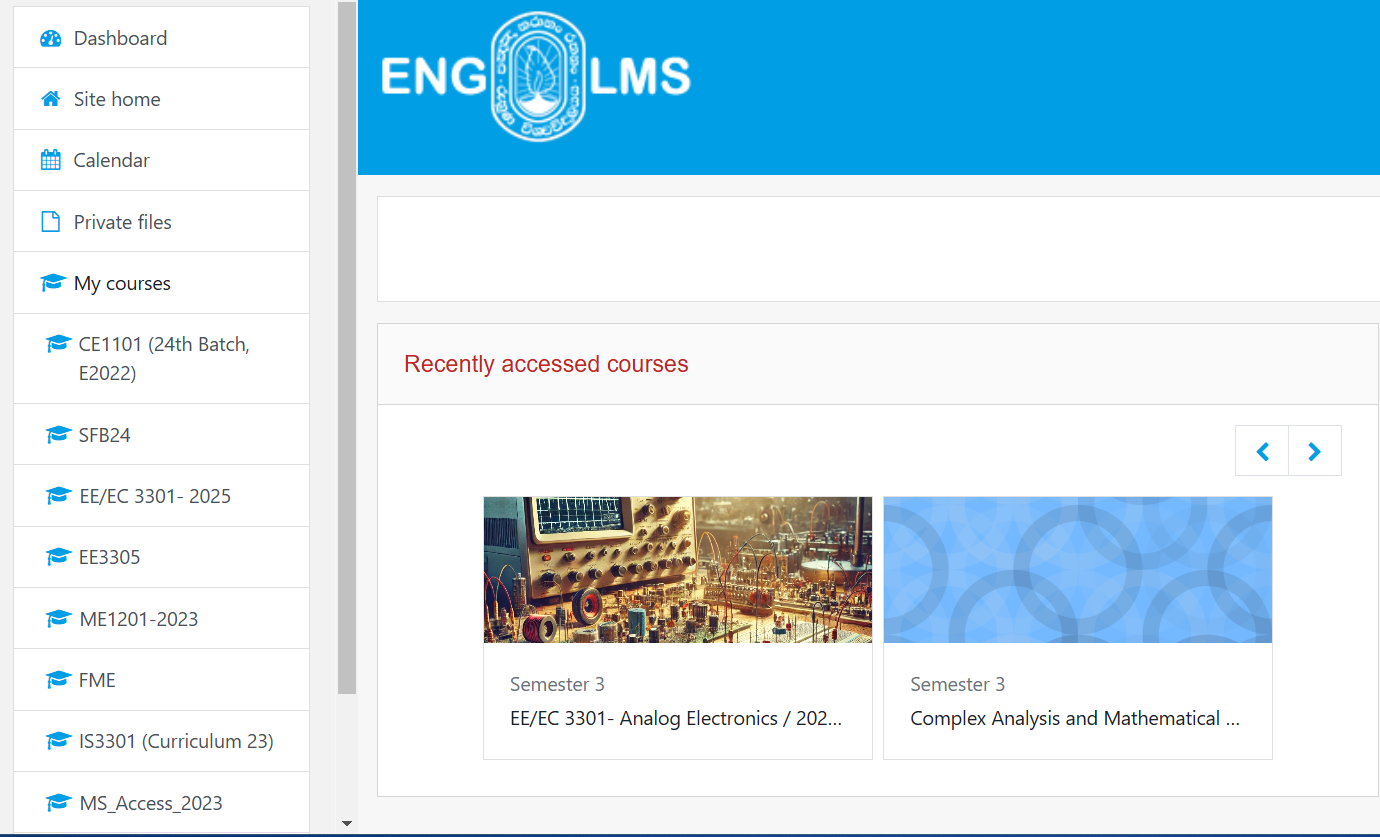 Dashboard
Site home
Calendar
Private files
My courses
CE1101 (24th Batch,
E2022)
SFB24
EE/EC 3301- 2025
EE3305
ME1201-2023
FME
IS3301 (Curriculum 23)
MS_Access_2023
ENG LMS
Recently accessed courses
Semester 3
EE/EC 3301- Analog Electronics / 202...
Semester 3
Complex Analysis and Mathematical ...